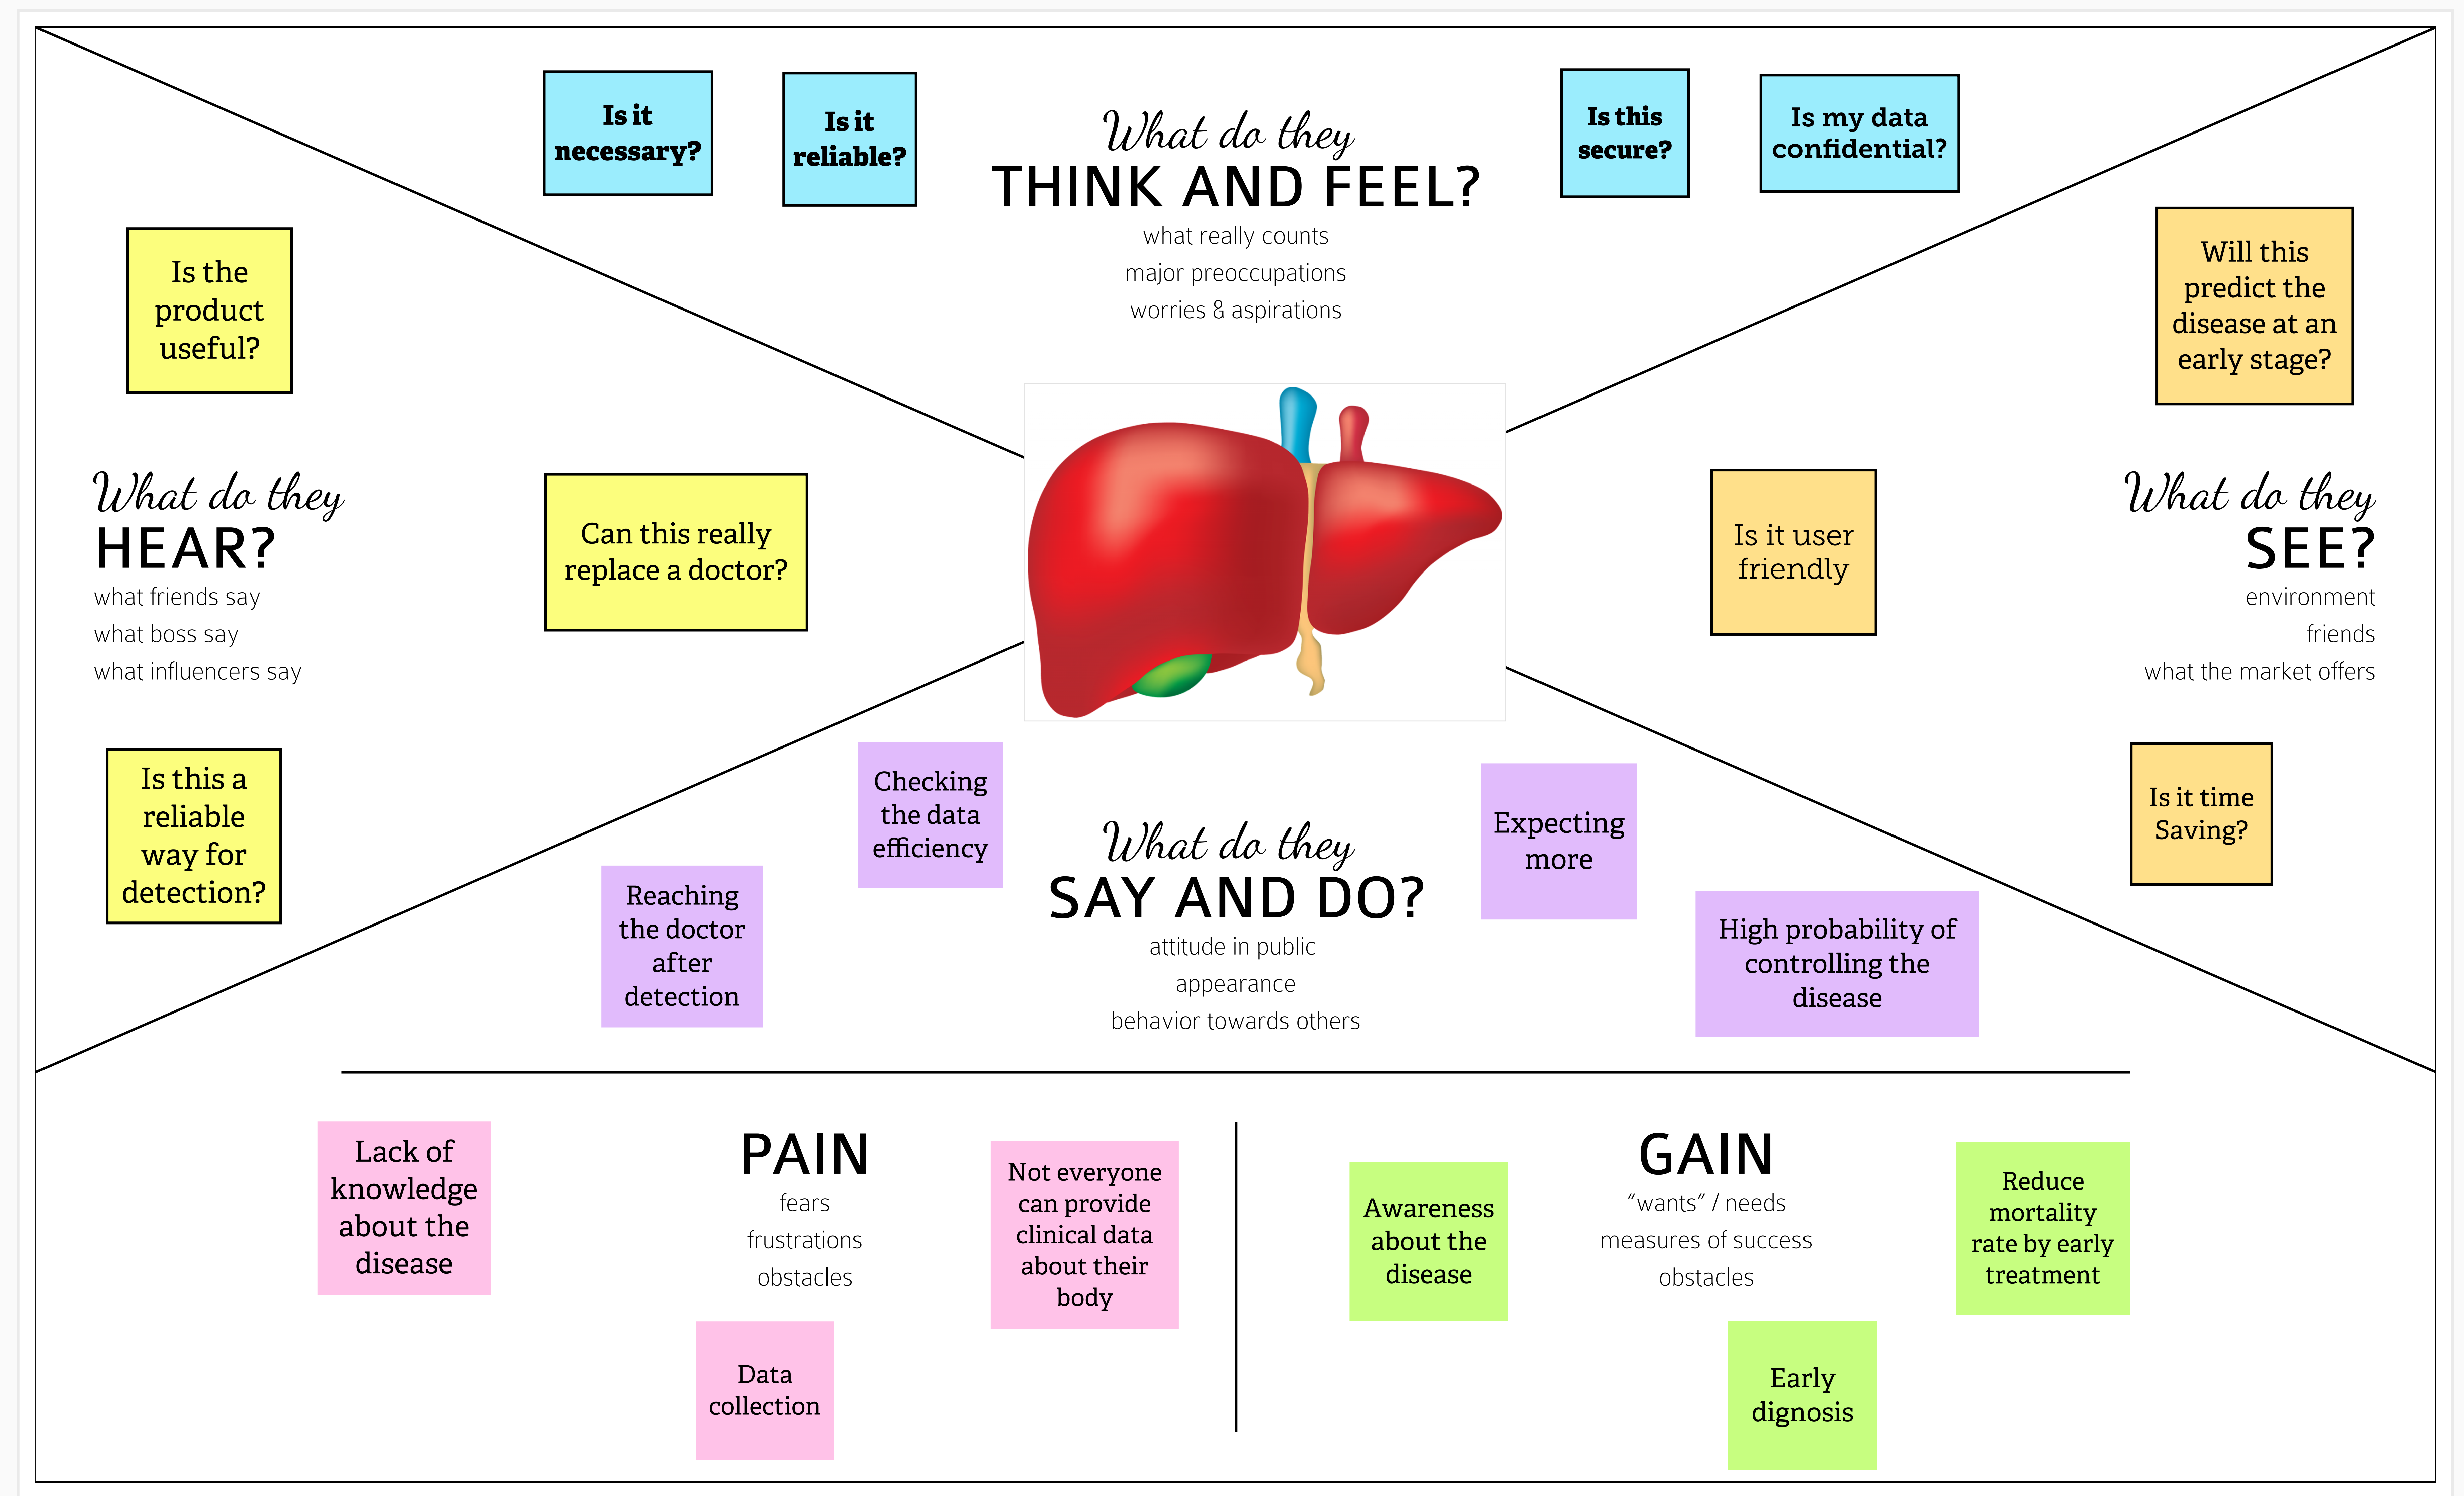 Is it
necessary?
Is it
reliable?
What do they
THINK AND FEEL?
what really counts
major preoccupations
worries & aspirations
Is this
secure?
Is my data
confidential?
Is the
product
useful?
What do they
HEAR?
what friends say
what boss say
what influencers say
Can this really
replace a doctor?
Is this a
reliable
way for
detection?
Will this
predict the
disease at an
early stage?
Is it user
friendly
What do they
SEE?
environment
friends
what the market offers
Is it time
Saving?
Reaching
the doctor
after
detection
Checking
the data
efficiency
What do they
SAY AND DO?
attitude in public
appearance
behavior towards others
Expecting
more
High probability of
controlling the
disease
Lack of
knowledge
about the
disease
PAIN
fears
frustrations
obstacles
Data
collection
Not everyone
can provide
clinical data
about their
body
Awareness
about the
disease
GAIN
“wants” / needs
measures of success
obstacles
Early
dignosis
Reduce
mortality
rate by early
treatment